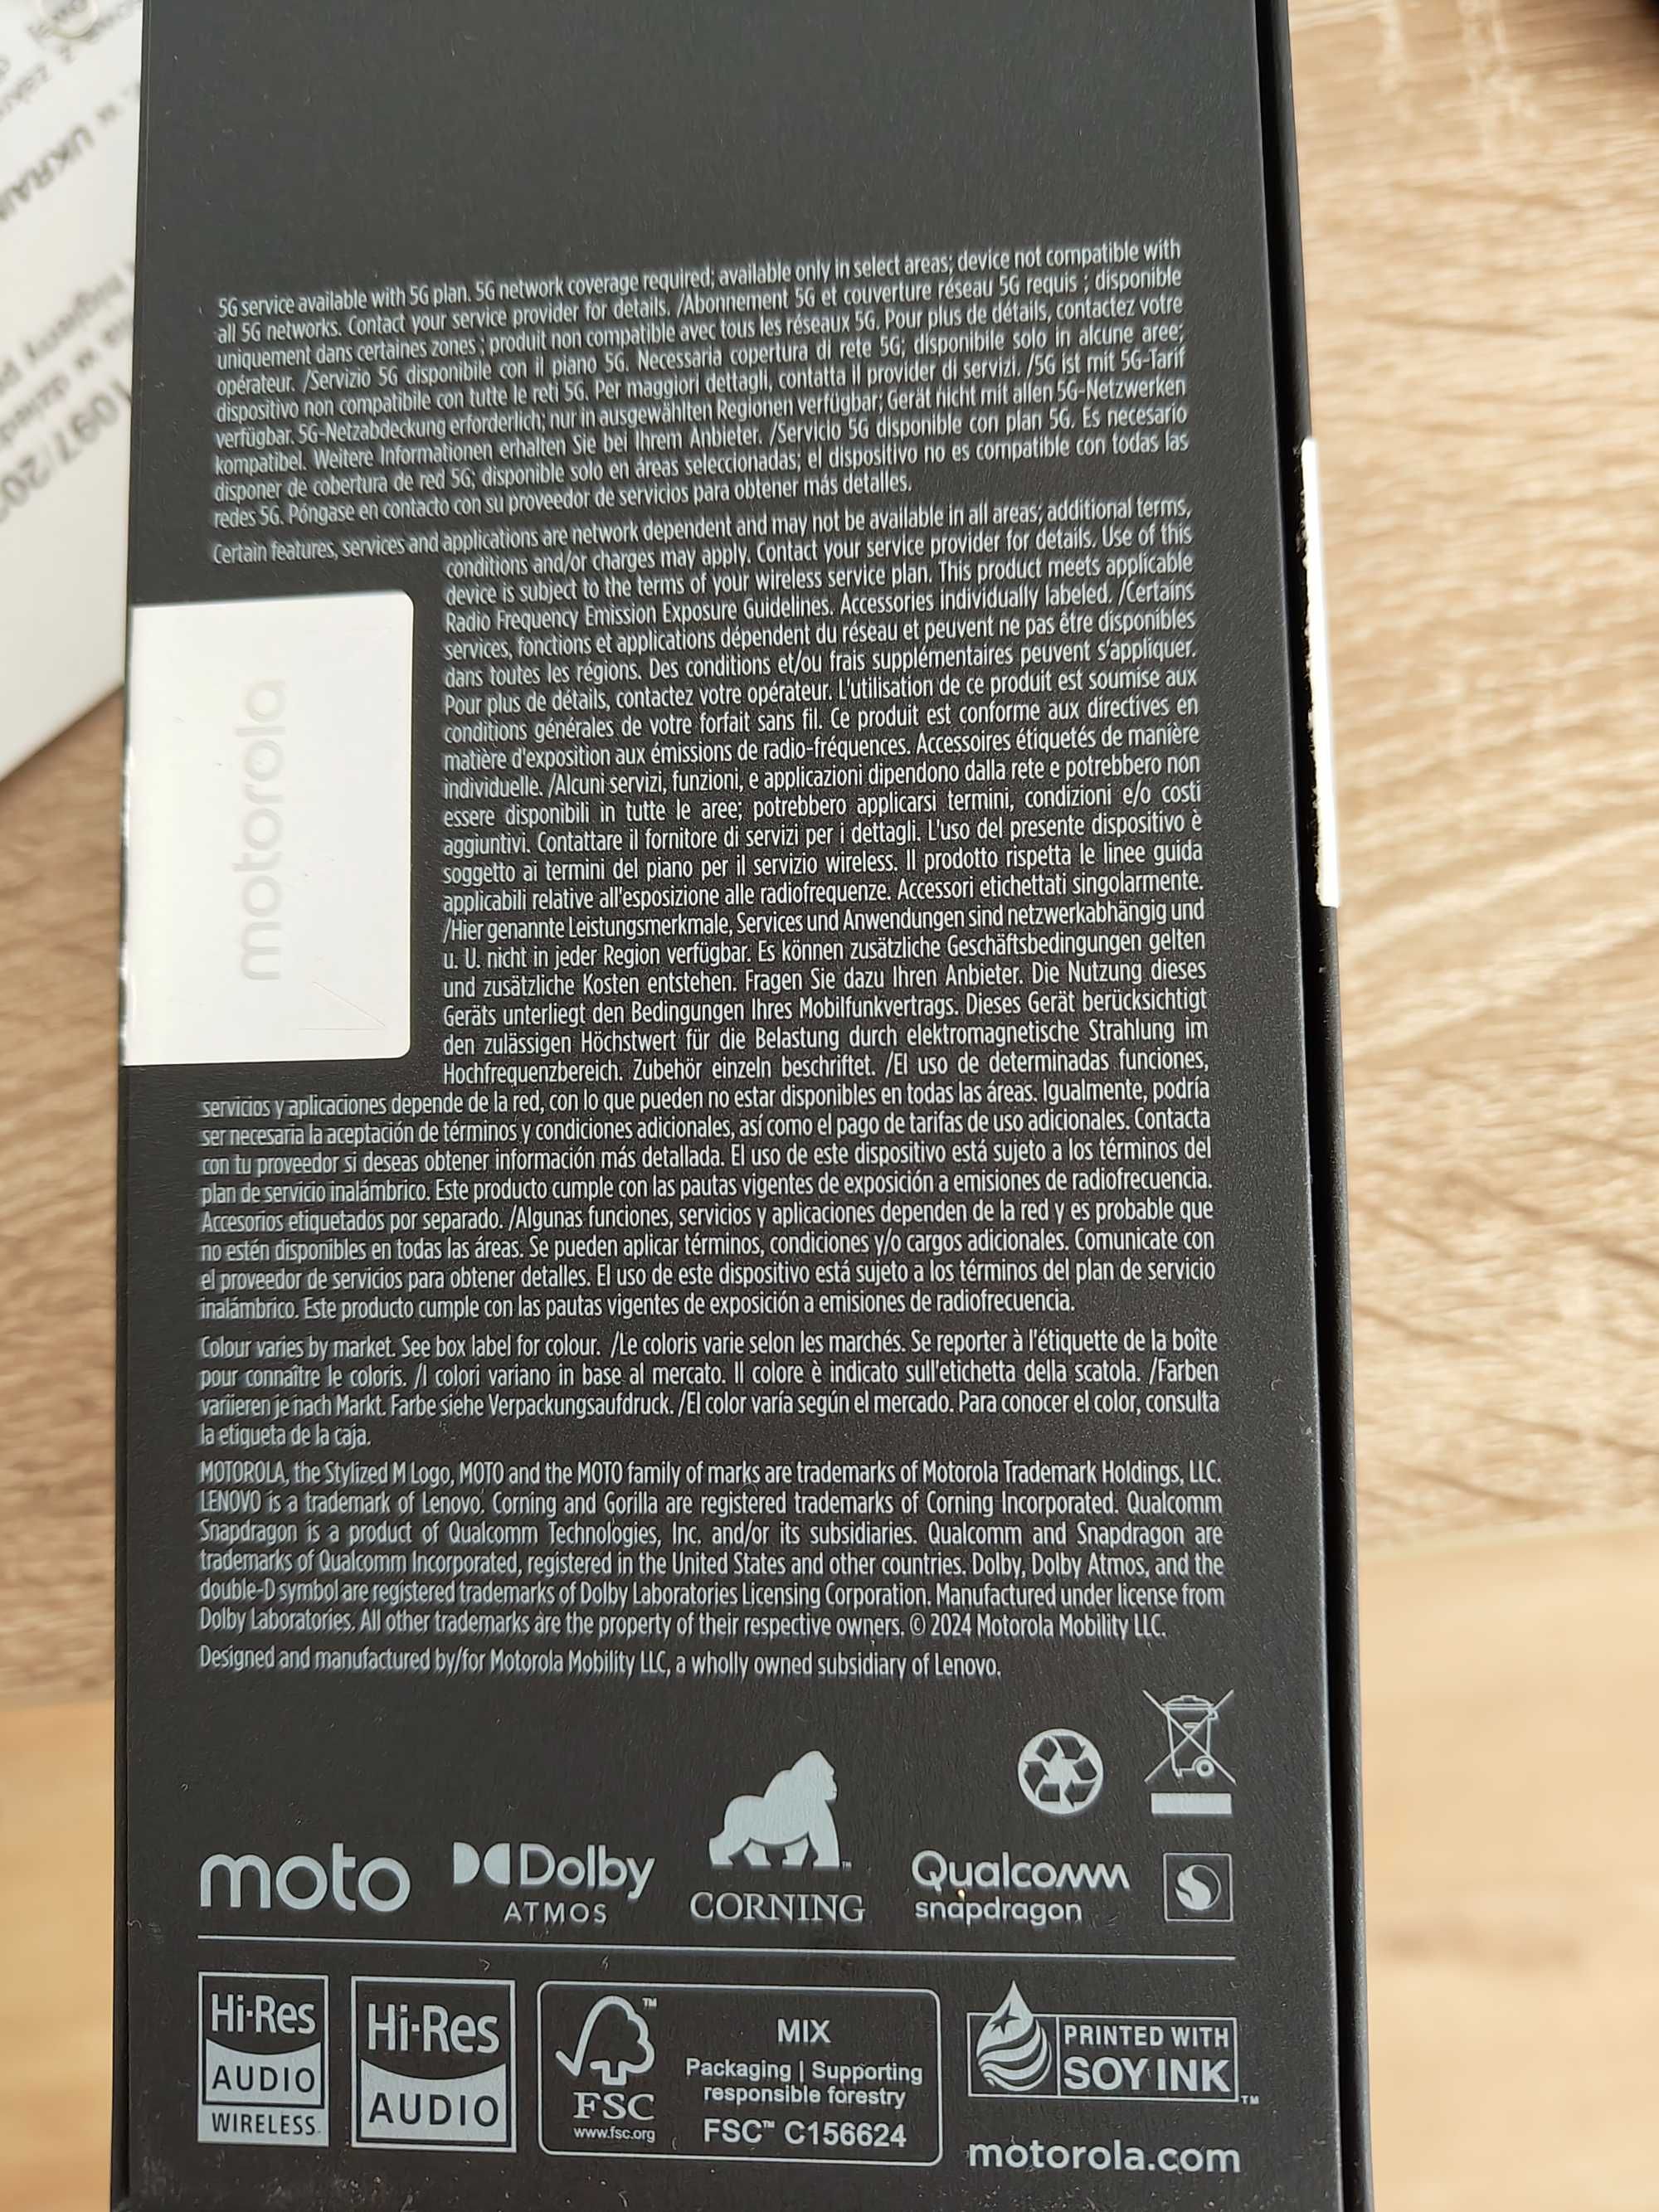 5G service available with 5G plan. 5G network coverage required; available only in select areas; device not compatible with
all 5G networks. Contact your service provider for details. /Abonnement 5G et couverture réseau 5G requis ; disponible
uniquement dans certaines zones ; produit non compatible avec tous les réseaux 5G. Pour plus de détails, contactez votre
opérateur. /Servizio 5G disponibile con il piano 5G. Necessaria copertura di rete 5G; disponibile solo in alcune aree;
dispositivo non compatibile con tutte le reti 5G. Per maggiori dettagli, contatta il provider di servizi. /5G ist mit 5G-Tarif
verfügbar. 5G-Netzabdeckung erforderlich; nur in ausgewählten Regionen verfügbar; Gerät nicht mit allen 5G-Netzwerken
kompatibel. Weitere Informationen erhalten Sie bei Ihrem Anbieter. /Servicio 5G disponible con plan 5G. Es necesario
disponer de cobertura de red 5G; disponible solo en áreas seleccionadas; el dispositivo no es compatible con todas las
redes 5G. Póngase en contacto con su proveedor de servicios para obtener más detalles.
Certain features, services and applications are network dependent and may not be available in all areas; additional terms,
conditions and/or charges may apply. Contact your service provider for details. Use of this
device is subject to the terms of your wireless service plan. This product meets applicable
Radio Frequency Emission Exposure Guidelines. Accessories individually labeled. /Certains
services, fonctions et applications dépendent du réseau et peuvent ne pas être disponibles
dans toutes les régions. Des conditions et/ou frais supplémentaires peuvent s'appliquer.
Pour plus de détails, contactez votre opérateur. L'utilisation de ce produit est soumise aux
conditions générales de votre forfait sans fil. Ce produit est conforme aux directives en
matière d'exposition aux émissions de radio-fréquences. Accessoires étiquetés de manière
individuelle. /Alcuni servizi, funzioni, e applicazioni dipendono dalla rete e potrebbero non
essere disponibili in tutte le aree; potrebbero applicarsi termini, condizioni e/o costi
aggiuntivi. Contattare il fornitore di servizi per i dettagli. L'uso del presente dispositivo è
soggetto ai termini del piano per il servizio wireless. Il prodotto rispetta le linee guida
applicabili relative all'esposizione alle radiofrequenze. Accessori etichettati singolarmente.
/Hier genannte Leistungsmerkmale, Services und Anwendungen sind netzwerkabhängig und
u. U. nicht in jeder Region verfügbar. Es können zusätzliche Geschäftsbedingungen gelten
und zusätzliche Kosten entstehen. Fragen Sie dazu Ihren Anbieter. Die Nutzung dieses
Geräts unterliegt den Bedingungen Ihres Mobilfunkvertrags. Dieses Gerät berücksichtigt
den zulässigen Höchstwert für die Belastung durch elektromagnetische Strahlung im
Hochfrequenzbereich. Zubehör einzeln beschriftet. /El uso de determinadas funciones,
servicios y aplicaciones depende de la red, con lo que pueden no estar disponibles en todas las áreas. Igualmente, podría
ser necesaria la aceptación de términos y condiciones adicionales, así como el pago de tarifas de uso adicionales. Contacta
con tu proveedor si deseas obtener información más detallada. El uso de este dispositivo está sujeto a los términos del
plan de servicio inalámbrico. Este producto cumple con las pautas vigentes de exposición a emisiones de radiofrecuencia.
Accesorios etiquetados por separado. /Algunas funciones, servicios y aplicaciones dependen de la red y es probable que
no estén disponibles en todas las áreas. Se pueden aplicar términos, condiciones y/o cargos adicionales. Comunicate con
el proveedor de servicios para obtener detalles. El uso de este dispositivo está sujeto a los términos del plan de servicio
inalámbrico. Este producto cumple con las pautas vigentes de exposición a emisiones de radiofrecuencia.
motorola
Colour varies by market. See box label for colour. /Le coloris varie selon les marchés. Se reporter à l'étiquette de la boîte
pour connaître le coloris. /I colori variano in base al mercato. Il colore è indicato sull'etichetta della scatola. /Farben
variieren je nach Markt. Farbe siehe Verpackungsaufdruck. /El color varía según el mercado. Para conocer el color, consulta
la etiqueta de la caja.
MOTOROLA, the Stylized M Logo, MOTO and the MOTO family of marks are trademarks of Motorola Trademark Holdings, LLC.
LENOVO is a trademark of Lenovo. Corning and Gorilla are registered trademarks of Corning Incorporated. Qualcomm
Snapdragon is a product of Qualcomm Technologies, Inc. and/or its subsidiaries. Qualcomm and Snapdragon are
trademarks of Qualcomm Incorporated, registered in the United States and other countries. Dolby, Dolby Atmos, and the
double-D symbol are registered trademarks of Dolby Laboratories Licensing Corporation. Manufactured under license from
Dolby Laboratories. All other trademarks are the property of their respective owners. © 2024 Motorola Mobility LLC.
Designed and manufactured by/for Motorola Mobility LLC, a wholly owned subsidiary of Lenovo.
moto
Dolby
ATMOS
CORNING
Qualcomm
snapdragon
Hi-Res
AUDIO
WIRELESS
Hi-Res
AUDIO
FSC
www.fsc.org
MIX
Packaging | Supporting
responsible forestry
FSC™ C156624
PRINTED WITH
SOY INK™
motorola.com